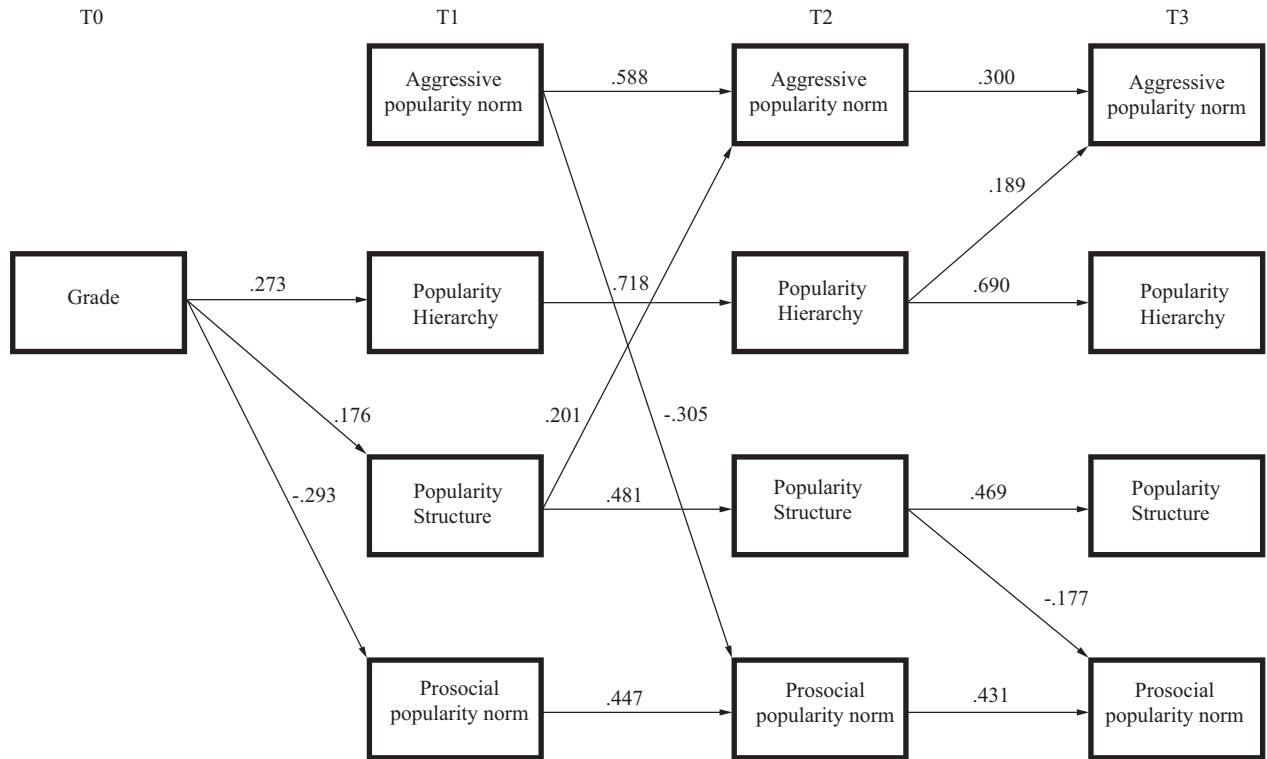 T0
T1
T2
T3
Aggressive
popularity norm
.588
Aggressive
popularity norm
.300
Aggressive
popularity norm
.189
Grade
.273
Popularity
Hierarchy
.718
Popularity
Hierarchy
.690
Popularity
Hierarchy
.176
.201
-.305
-.293
Popularity
Structure
.481
Popularity
Structure
.469
Popularity
Structure
-.177
Prosocial
popularity norm
.447
Prosocial
popularity norm
.431
Prosocial
popularity norm